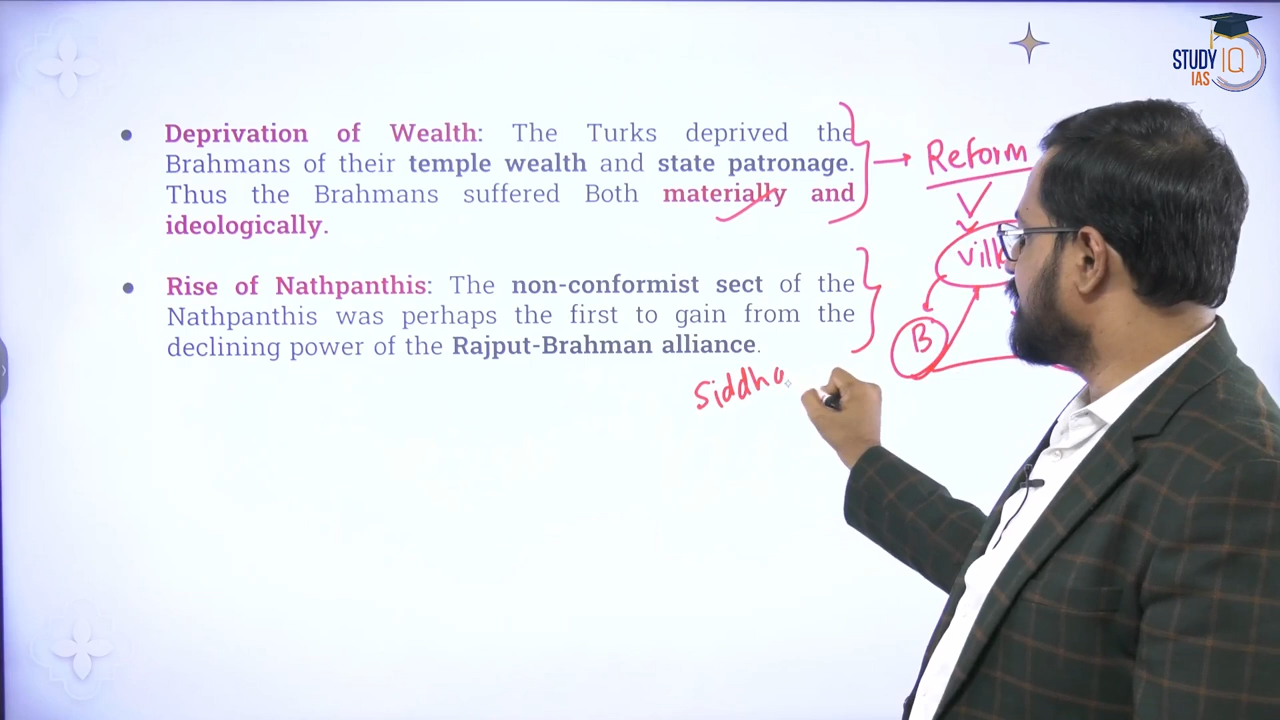 STUDY IQ
IAS
• Deprivation of Wealth: The Turks deprived the
Brahmans of their temple wealth and state patronage.
Thus the Brahmans suffered Both materially and
ideologically.
Reform
B
• Rise of Nathpanthis: The non-conformist sect of the
Nathpanthis was perhaps the first to gain from the
declining power of the Rajput-Brahman alliance.
Siddha